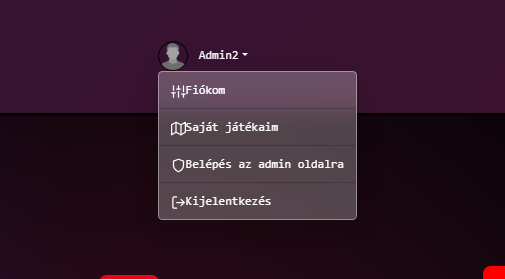 Admin2
Fiókom
Saját játékaim
Belépés az admin oldalra
Kijelentkezés